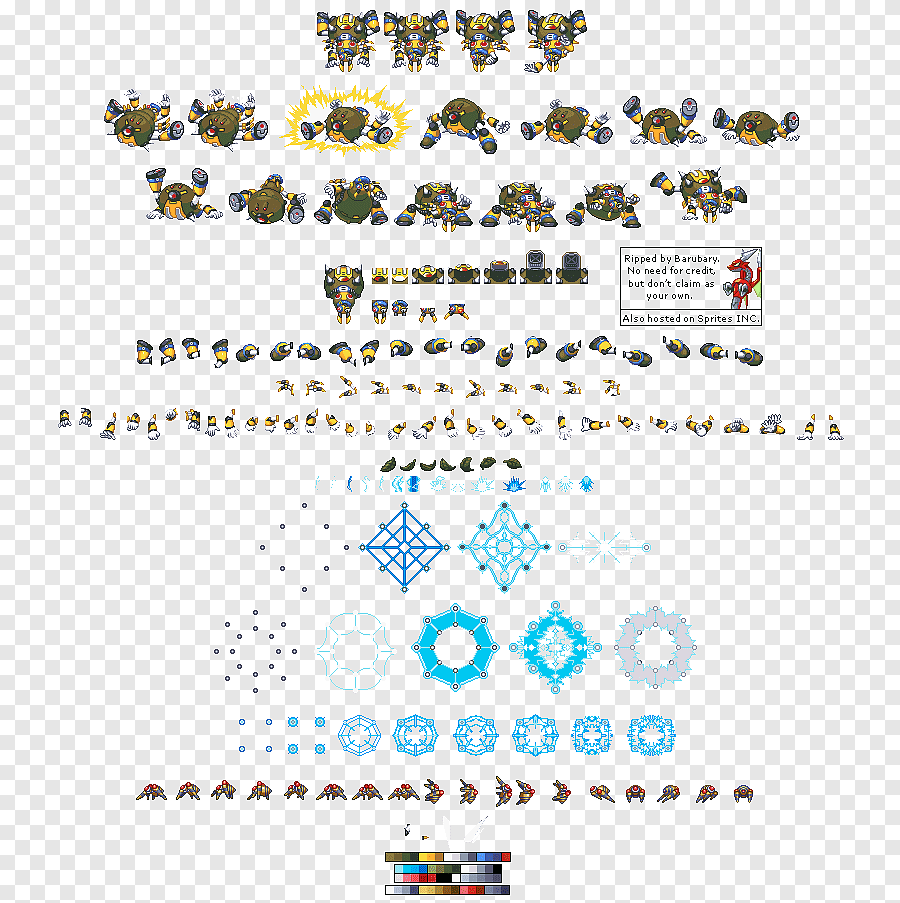 Ripped by Barubary.
No need for credit,
but don't claim as
your own.
Also hosted on Sprites INC.